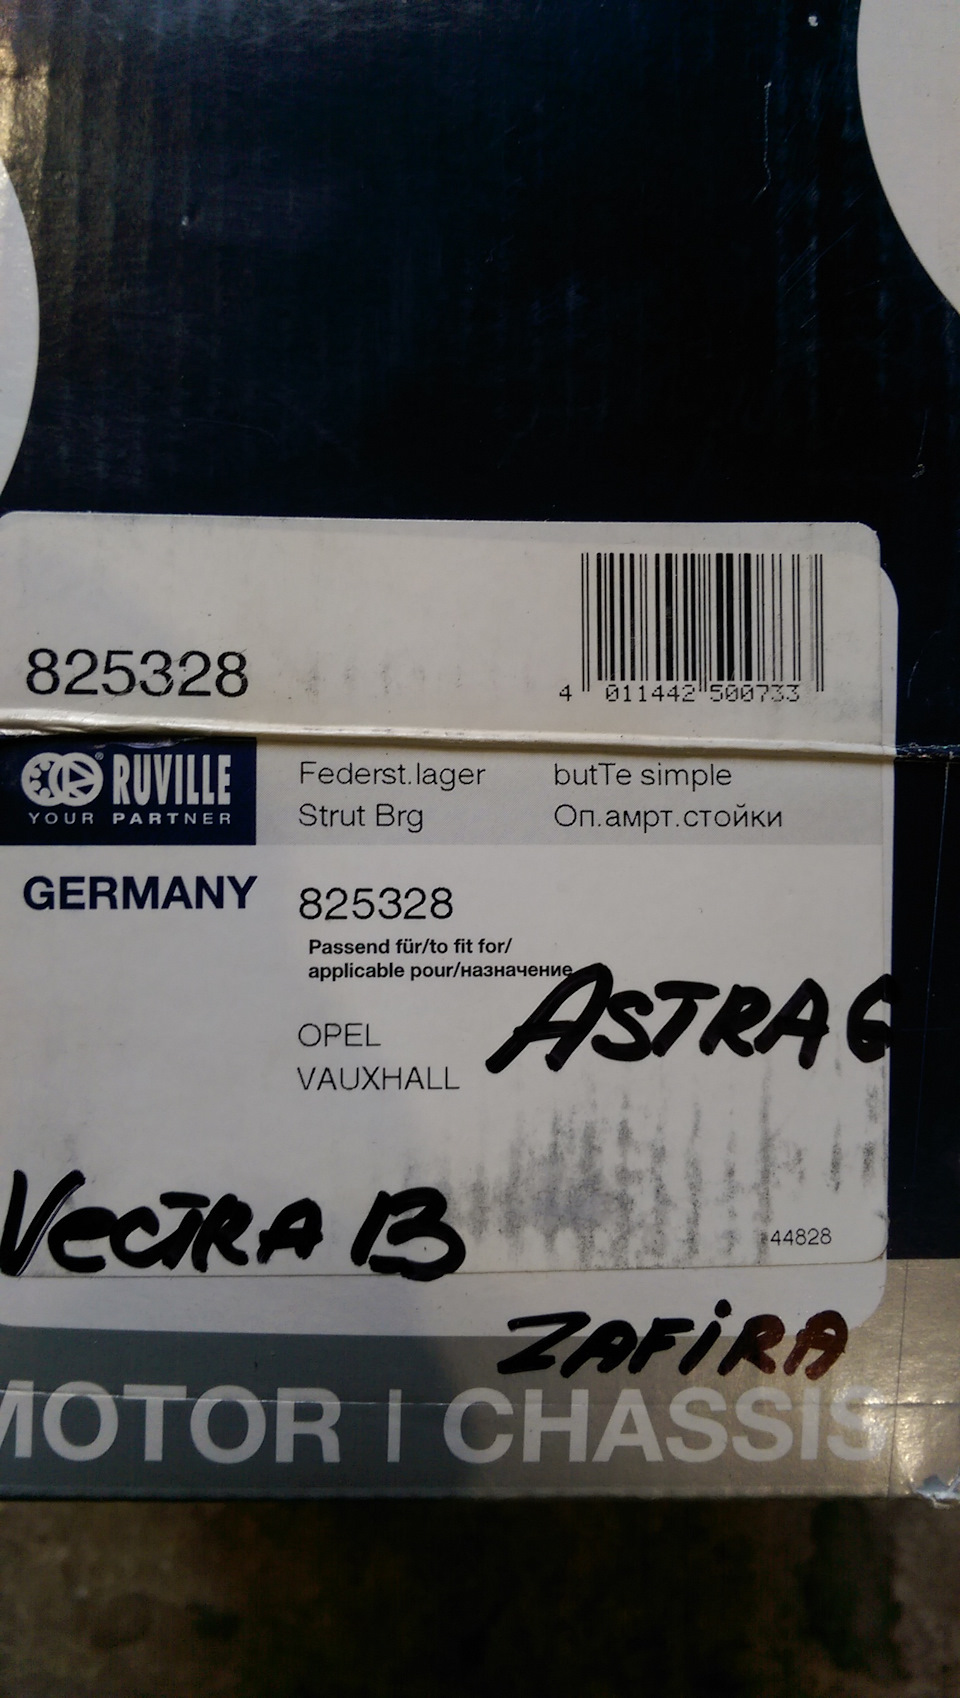 825328
4 011442 500733
RUVILLE
YOUR PARTNER
Federst.lager
butTe simple
Strut Brg
Оп.амрт.стойки
GERMANY
825328
Passend für/to fit for/
applicable pour/назначение
ASTRA G
OPEL
VAUXHALL
VECTRA B
44828
ZAFiRA
MOTOR | CHASSIS